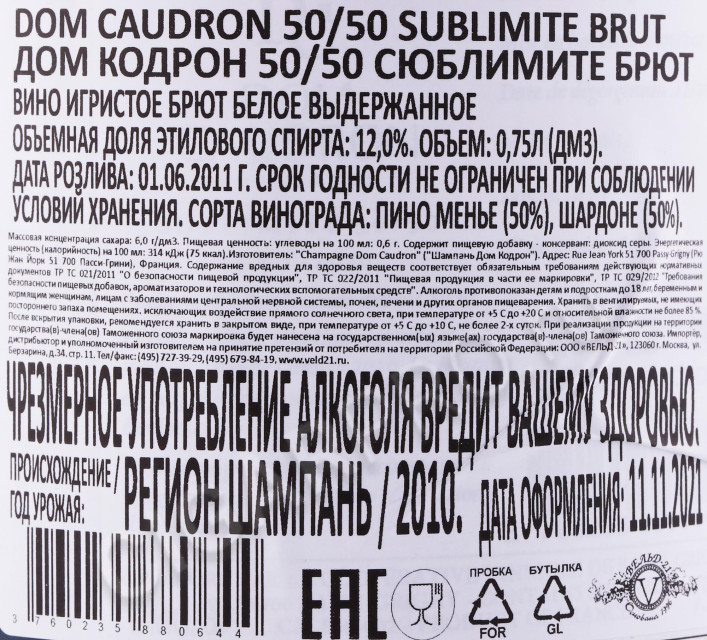 DOM CAUDRON 50/50 SUBLIMITE BRUT
ДОМ КОДРОН 50/50 СЮБЛИМИТЕ БРЮТ
ВИНО ИГРИСТОЕ БРЮТ БЕЛОЕ ВЫДЕРЖАННОЕ
ОБЪЕМНАЯ ДОЛЯ ЭТИЛОВОГО СПИРТА: 12,0%. ОБЪЕМ: 0,75Л (ДМ3).
ДАТА РОЗЛИВА: 01.06.2011 Г. СРОК ГОДНОСТИ НЕ ОГРАНИЧЕН ПРИ СОБЛЮДЕНИИ
УСЛОВИЙ ХРАНЕНИЯ. СОРТА ВИНОГРАДА: ПИНО МЕНЬЕ (50%), ШАРДОНЕ (50%).
Массовая концентрация сахара: 6,0 г/дм3. Пищевая ценность: углеводы на 100 мл: 0,6 г. Содержит пищевую добавку - консервант: диоксид серы. Энергетическая
ценность (калорийность) на 100 мл: 314 кДж (75 ккал).Изготовитель: "Champagne Dom Caudron" ("Шампань Дом Кодрон"). Адрес: Rue Jean York 51 700 Passy Grigny (Рю
Жан Йорк 51 700 Пасси-Гриньи), Франция. Содержание вредных для здоровья веществ соответствует обязательным требованиям действующих нормативных
документов ТР ТС 021/2011 "О безопасности пищевой продукции", ТР ТС 022/2011 "Пищевая продукция в части ее маркировки", ТР ТС 029/2012 "Требования
безопасности пищевых добавок, ароматизаторов и технологических вспомогательных средств". Алкоголь противопоказан детям и подросткам до 18 лет, беременным и
кормящим женщинам, лицам с заболеваниями центральной нервной системы, почек, печени и других органов пищеварения. Хранить в вентилируемых, не имеющих
постороннего запаха помещениях, исключающих воздействие прямого солнечного света, при температуре от +5 С до +20 С и относительной влажности не более 85 %.
После вскрытия упаковки, рекомендуется хранить в закрытом виде, при температуре от +5 С до +10 С, не более 2-х суток. При реализации продукции на территории
государства(в)-члена(ов) Таможенного союза маркировка будет нанесена на государственном(ых) языке(ах) государства(в)-члена(ов) Таможенного союза. Импортёр,
дистрибьютор и уполномоченный изготовителем на принятие претензий от потребителя на территории Российской Федерации: ООО «ВЕЛЬД-21», 123060 г. Москва, ул.
Берзарина, д.34, стр. 11. Тел/факс: (495) 727-39-29, (495) 679-84-19, www.veld21.ru.
ЧРЕЗМЕРНОЕ УПОТРЕБЛЕНИЕ АЛКОГОЛЯ ВРЕДИТ ВАШЕМУ ЗДОРОВЬЮ.
ПРОИСХОЖДЕНИЕ/
ГОД УРОЖАЯ: РЕГИОН ШАМПАНЬ / 2010. ДАТА ОФОРМЛЕНИЯ: 11.11.2021
EAC
ПРОБКА БУТЫЛКА
FOR GL
ВЕЛЬД-21
V
3 760235 880644